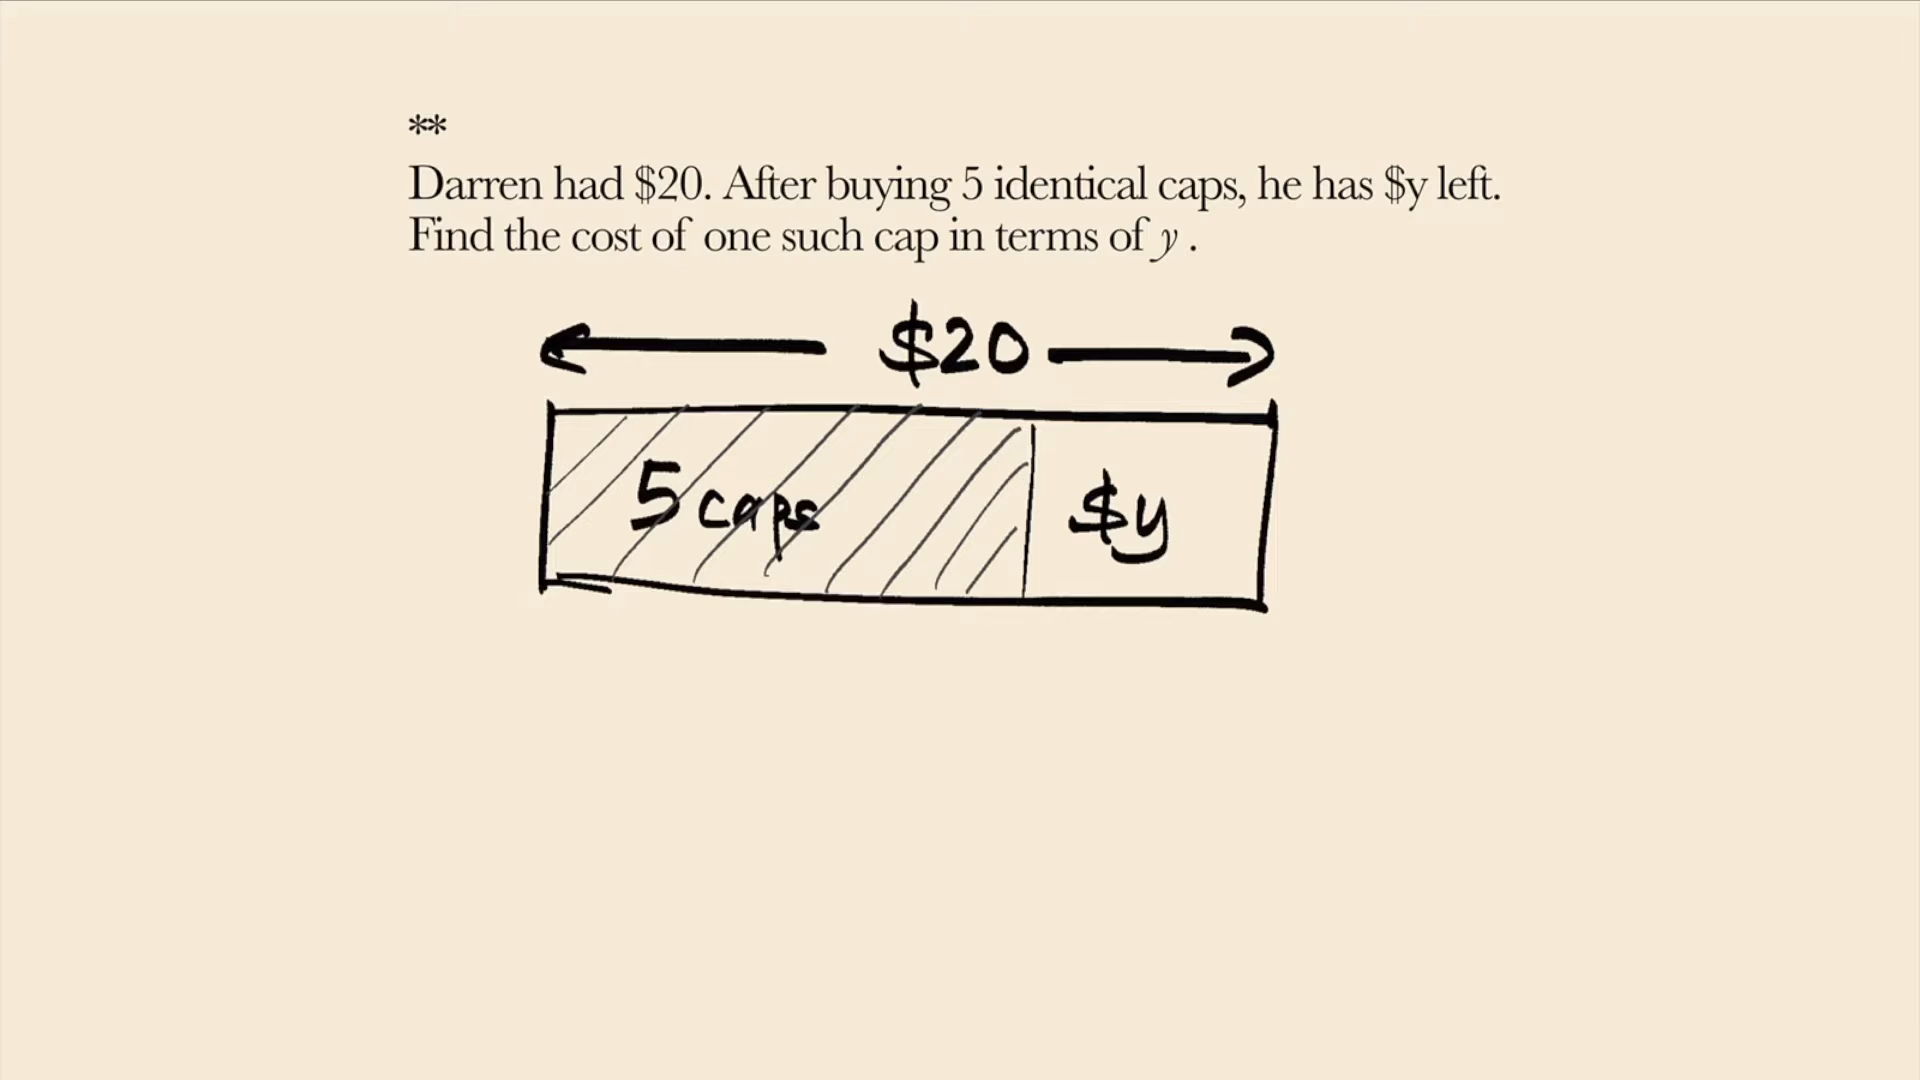 **
Darren had $20. After buying 5 identical caps, he has $y left.
Find the cost of one such cap in terms of y .
$20
5 caps
$y